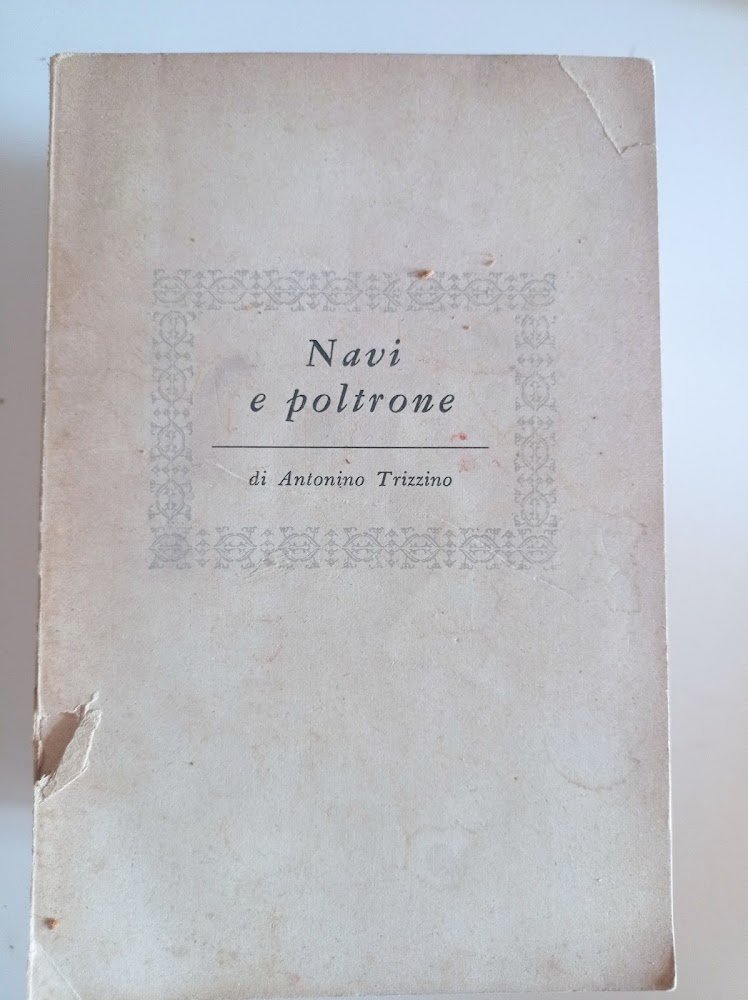 Navi
e poltrone
di Antonino Trizzino